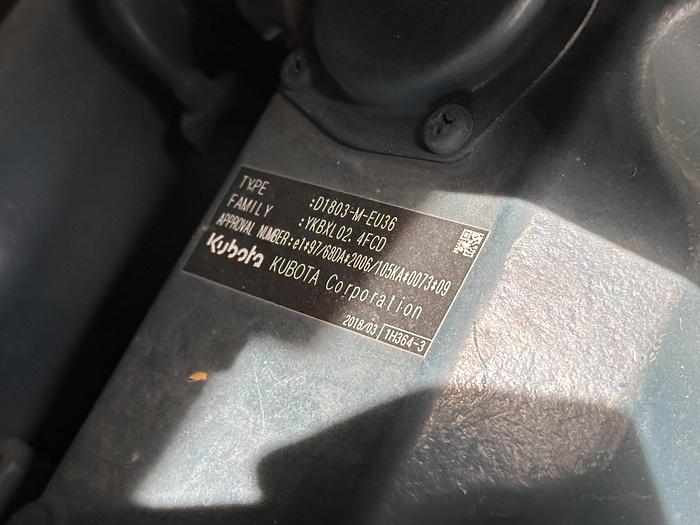 TYPE :D1803-M-EU36
FAMILY :YKBXL02.4FCD
APPROVAL NUMBER:e1*97/68DA*2006/105KA*0073*09
Kubota KUBOTA Corporation
2018/03 1H364-3